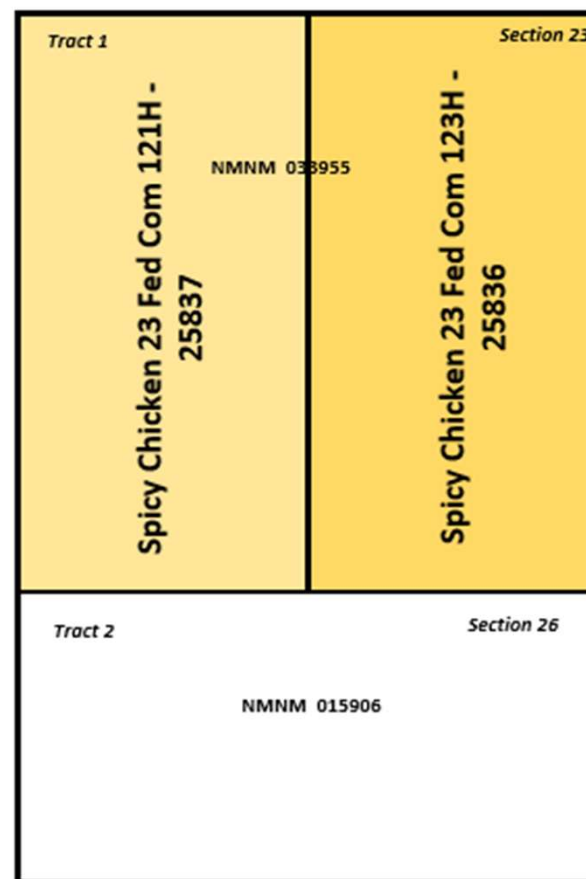 Tract 1
Section 23
NMNM 033955
Spicy Chicken 23 Fed Com 121H -
25837
Spicy Chicken 23 Fed Com 123H -
25836
Tract 2
Section 26
NMNM 015906